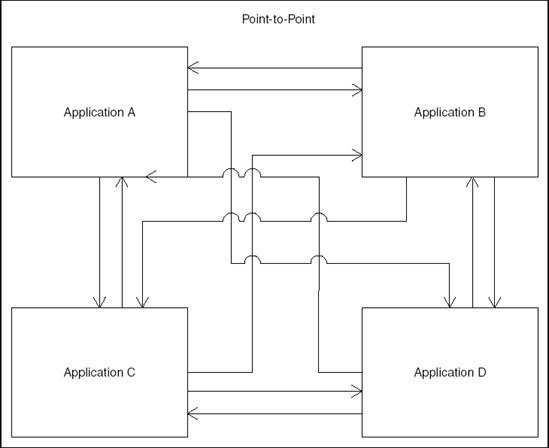 Point-to-Point
Application A
Application B
Application C
Application D